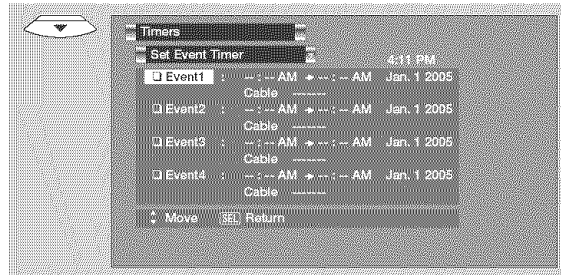 Timers
Set Event Timer
4:11 PM
❏ Event1 : -- : -- AM ➔ -- : -- AM Jan. 1 2005
Cable ------
❏ Event2 : -- : -- AM ➔ -- : -- AM Jan. 1 2005
Cable ------
❏ Event3 : -- : -- AM ➔ -- : -- AM Jan. 1 2005
Cable ------
❏ Event4 : -- : -- AM ➔ -- : -- AM Jan. 1 2005
Cable ------
Move SEL Return